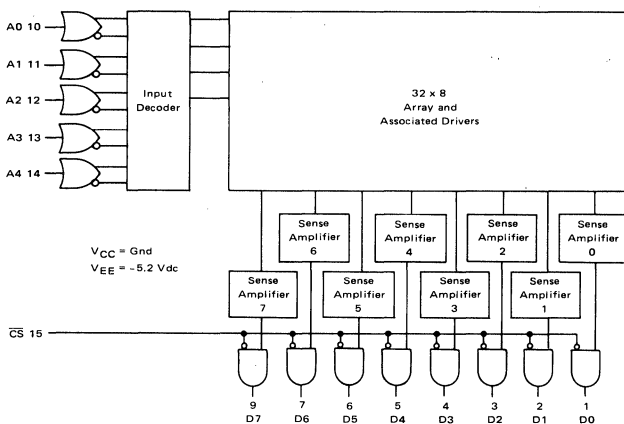 A0 10
A1 11
A2 12
A3 13
A4 14
Input
Decoder
32 x 8
Array and
Associated Drivers
VCC = Gnd
VEE = -5.2 Vdc
Sense
Amplifier
6
Sense
Amplifier
4
Sense
Amplifier
2
Sense
Amplifier
0
Sense
Amplifier
7
Sense
Amplifier
5
Sense
Amplifier
3
Sense
Amplifier
1
C̅S̅ 15
9 7 6 5 4 3 2 1
D7 D6 D5 D4 D3 D2 D1 D0